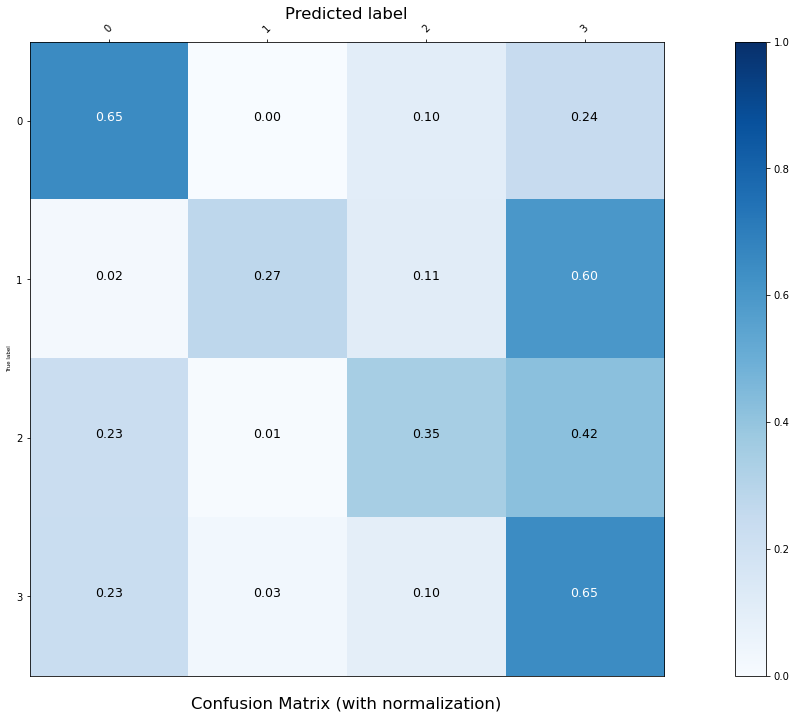 Predicted label
0 1 2 3
1.0
0 0.65 0.00 0.10 0.24
0.8
1 0.02 0.27 0.11 0.60
0.6
True label
2 0.23 0.01 0.35 0.42
0.4
0.2
3 0.23 0.03 0.10 0.65
0.0
Confusion Matrix (with normalization)